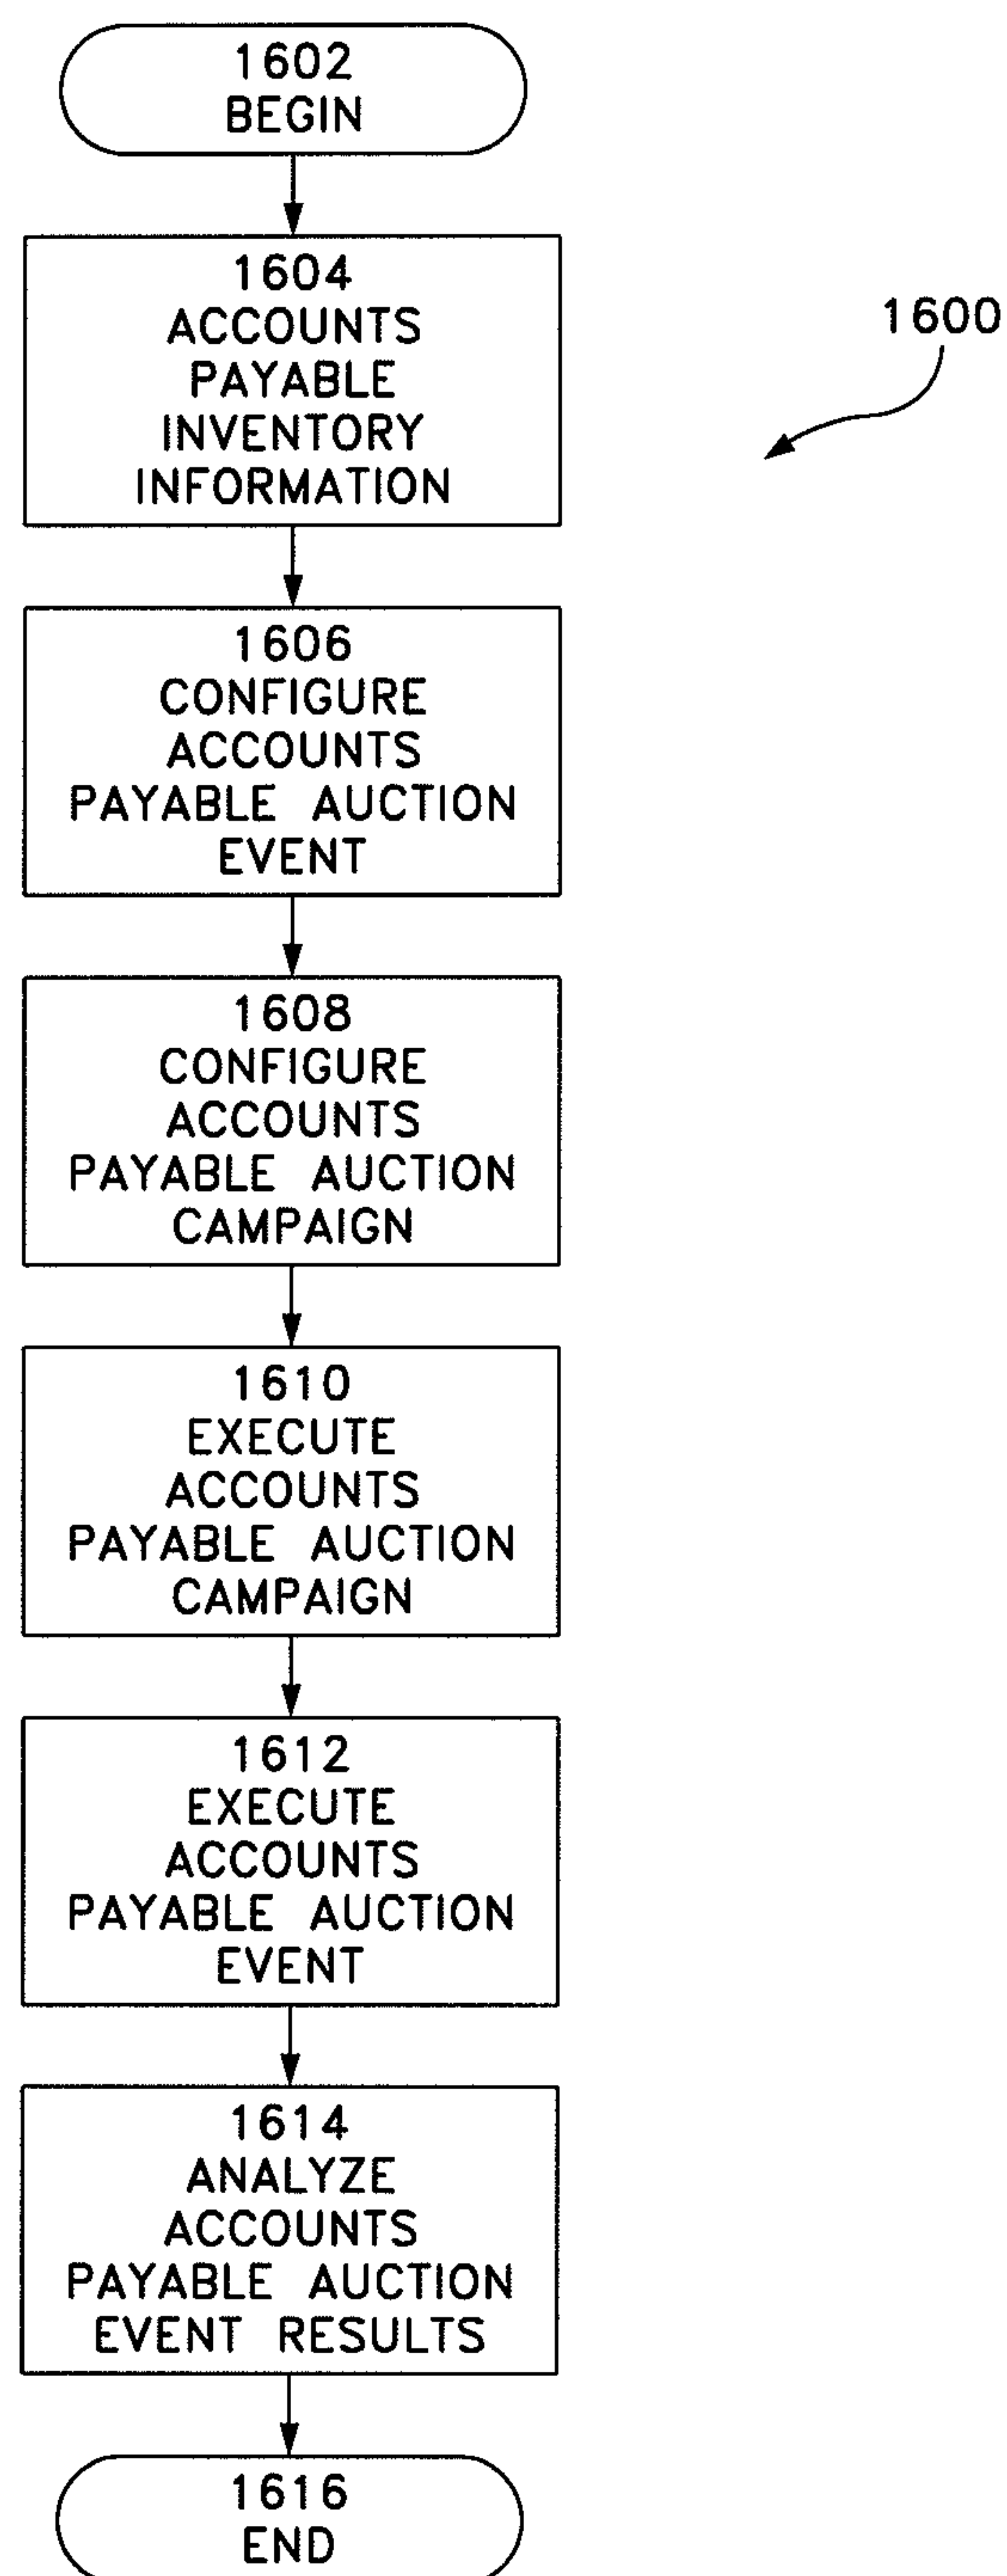 1602
BEGIN
1604
ACCOUNTS
PAYABLE
INVENTORY
INFORMATION
1600
1606
CONFIGURE
ACCOUNTS
PAYABLE AUCTION
EVENT
1608
CONFIGURE
ACCOUNTS
PAYABLE AUCTION
CAMPAIGN
1610
EXECUTE
ACCOUNTS
PAYABLE AUCTION
CAMPAIGN
1612
EXECUTE
ACCOUNTS
PAYABLE AUCTION
EVENT
1614
ANALYZE
ACCOUNTS
PAYABLE AUCTION
EVENT RESULTS
1616
END